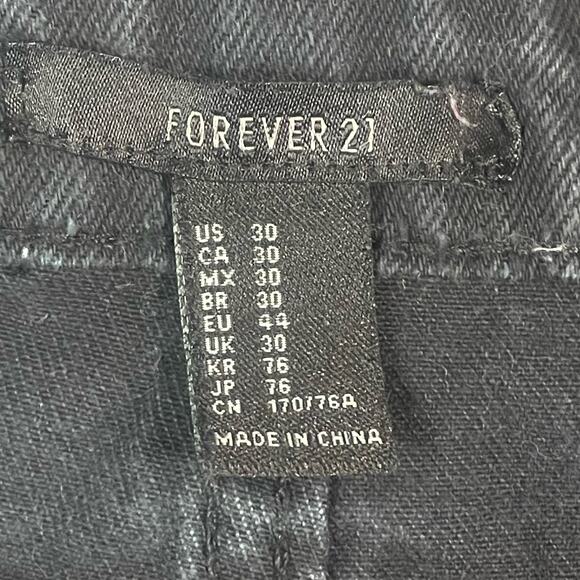 FOREVER 21
US 30
CA 30
MX 30
BR 30
EU 44
UK 30
KR 76
JP 76
CN 170/76A
MADE IN CHINA